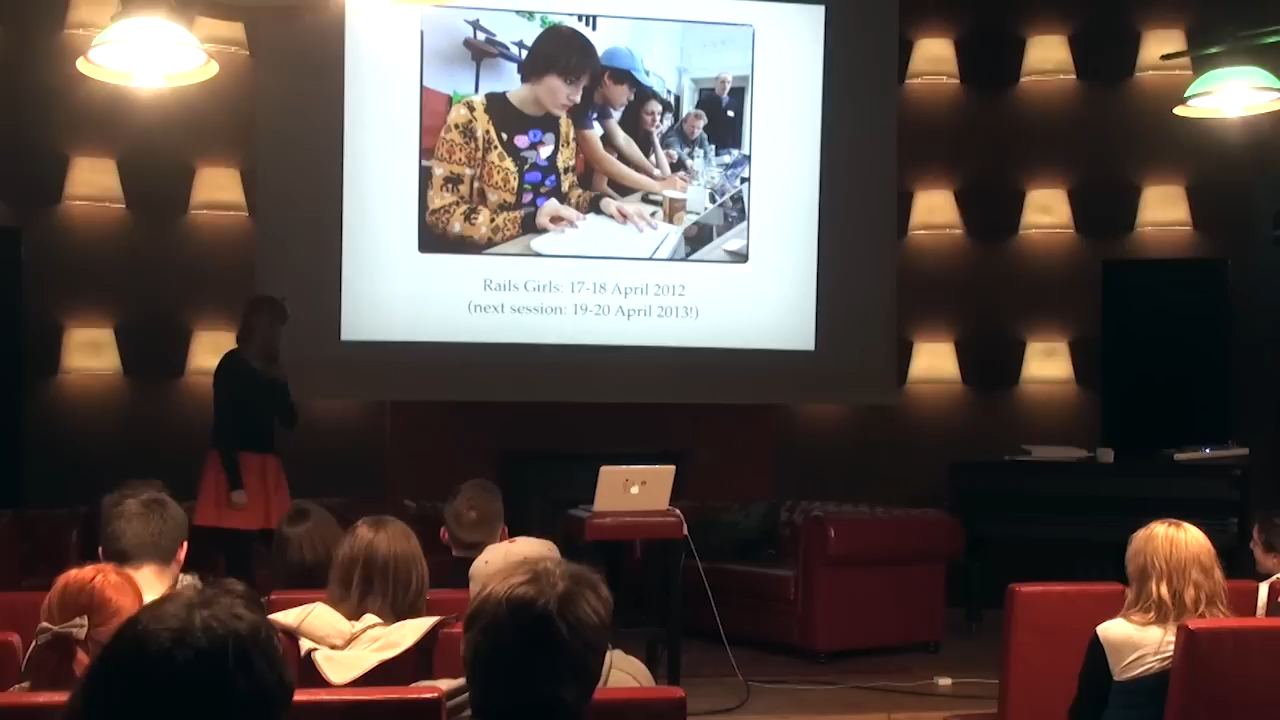 Rails Girls: 17-18 April 2012
(next session: 19-20 April 2013!)